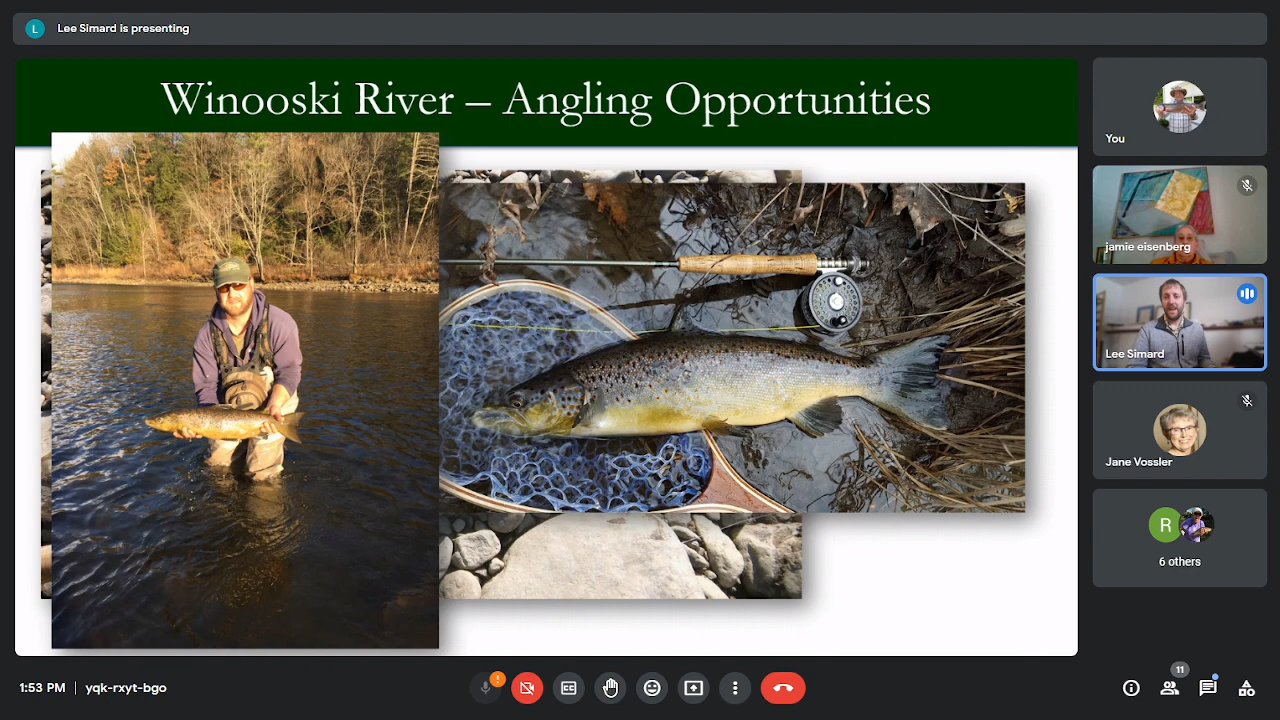 L
Lee Simard is presenting
Winooski River – Angling Opportunities
You
jamie eisenberg
Lee Simard
Jane Vossler
R
6 others
1:53 PM | yqk-rxyt-bgo
!
CC
11